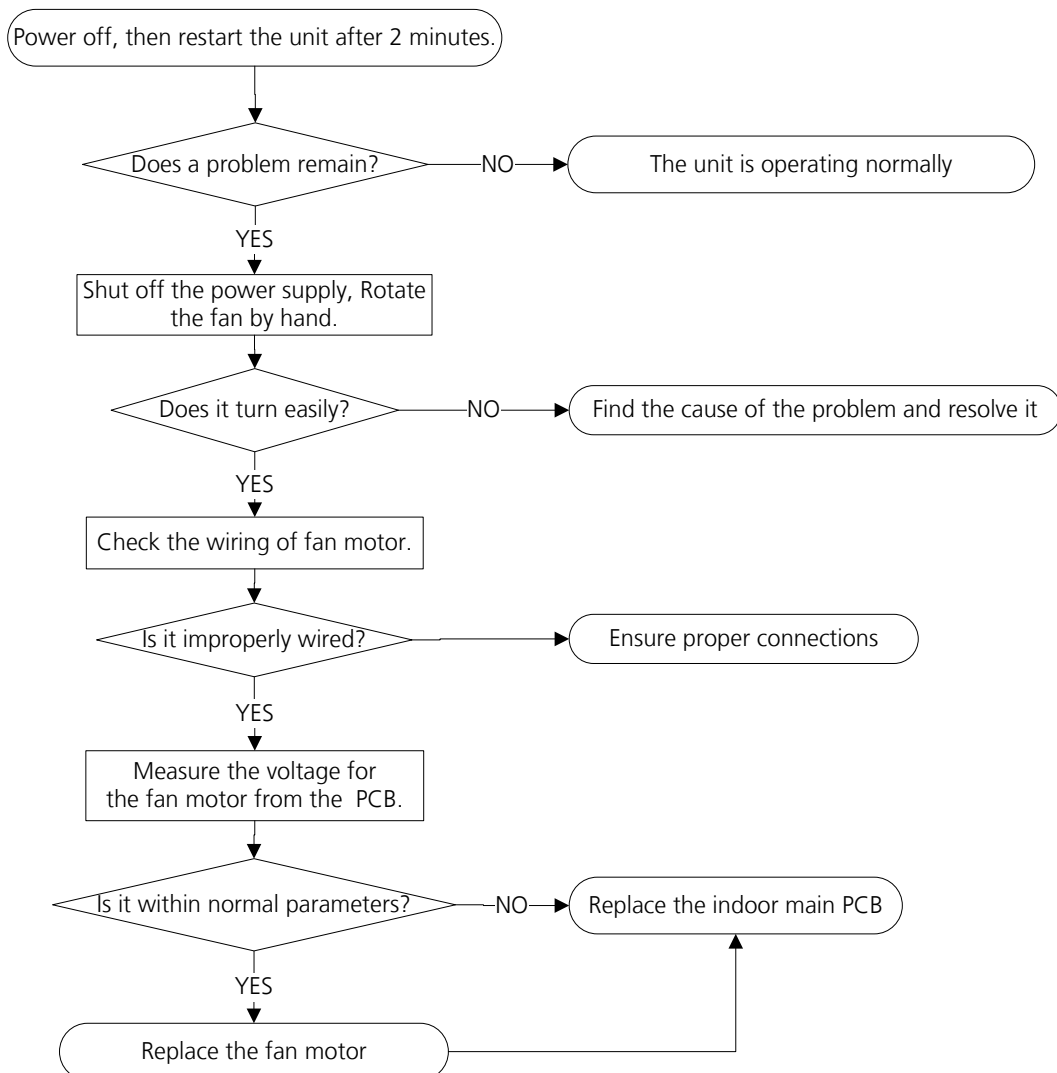 Power off, then restart the unit after 2 minutes.
Does a problem remain?
NO
The unit is operating normally
YES
Shut off the power supply, Rotate
the fan by hand.
Does it turn easily?
NO
Find the cause of the problem and resolve it
YES
Check the wiring of fan motor.
Is it improperly wired?
Ensure proper connections
YES
Measure the voltage for
the fan motor from the PCB.
Is it within normal parameters?
NO
Replace the indoor main PCB
YES
Replace the fan motor